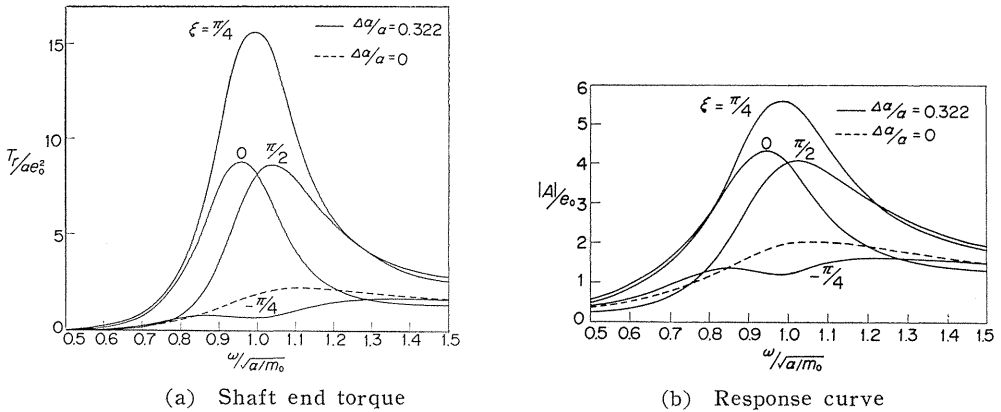 15
10
5
0
T_r/ae_0^2
ξ=π/4
0
π/2
-π/4
Δa/a=0.322
Δa/a=0
0.5 0.6 0.7 0.8 0.9 1.0 1.1 1.2 1.3 1.4 1.5
ω/√a/m_0
(a) Shaft end torque
6
5
4
3
2
1
0
|A|/e_0
ξ=π/4
0
π/2
-π/4
Δa/a=0.322
Δa/a=0
0.5 0.6 0.7 0.8 0.9 1.0 1.1 1.2 1.3 1.4 1.5
ω/√a/m_0
(b) Response curve